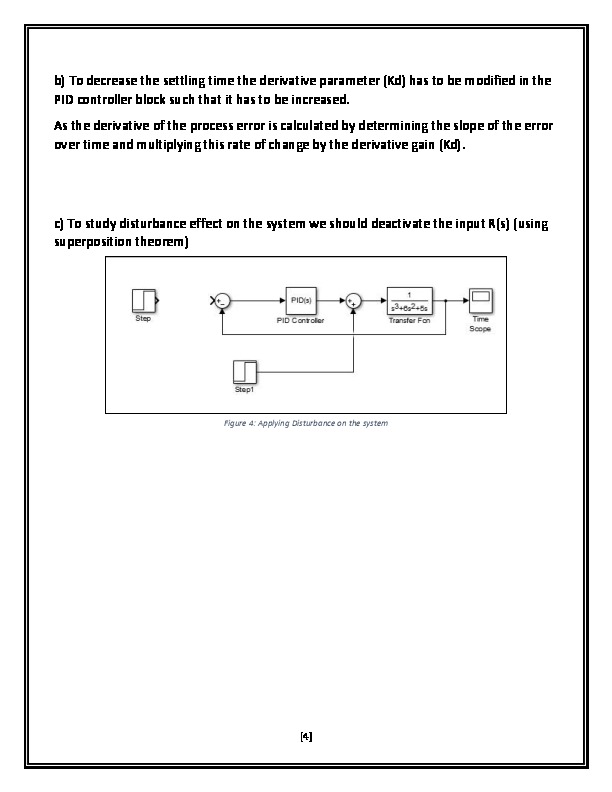 b) To decrease the settling time the derivative parameter (Kd) has to be modified in the
PID controller block such that it has to be increased.
As the derivative of the process error is calculated by determining the slope of the error
over time and multiplying this rate of change by the derivative gain (Kd).
c) To study disturbance effect on the system we should deactivate the input R(s) (using
superposition theorem)
Step
PID(s)
PID Controller
1
s3+6s2+5s
Transfer Fcn
Time
Scope
Step1
Figure 4: Applying Disturbance on the system
[4]